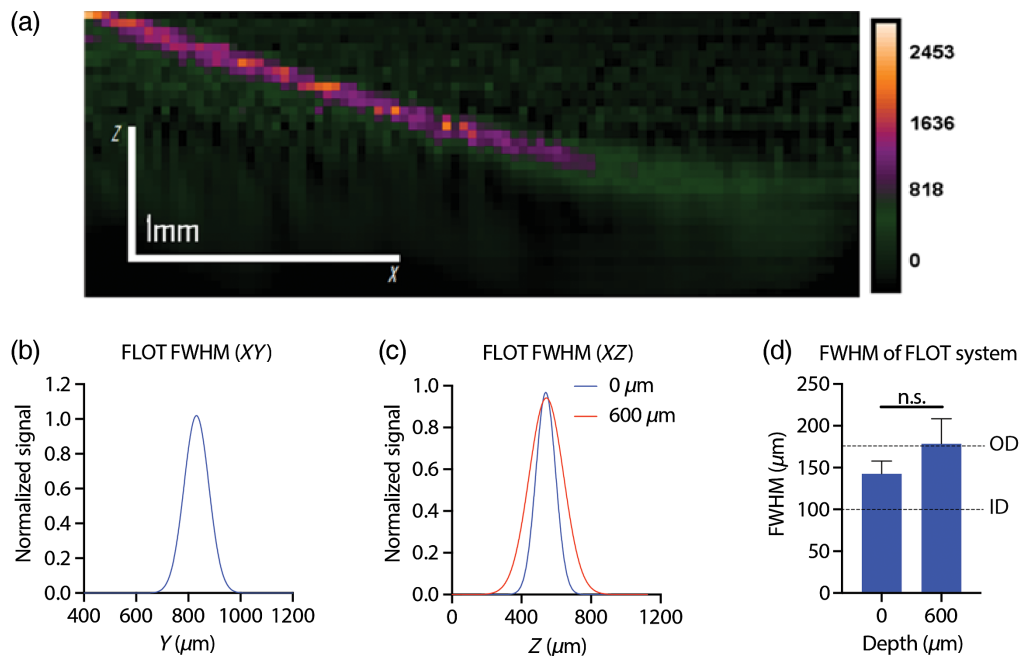 (a)
Z
1mm
X
2453
1636
818
0
(b)
FLOT FWHM (XY)
Normalized signal
1.2
1.0
0.8
0.6
0.4
0.2
0.0
400 600 800 1000 1200
Y (µm)
(c)
FLOT FWHM (XZ)
0 µm
600 µm
Normalized signal
1.0
0.8
0.6
0.4
0.2
0.0
0 400 800 1200
Z (µm)
(d)
FWHM of FLOT system
n.s.
OD
ID
FWHM (µm)
250
200
150
100
50
0
0 600
Depth (µm)